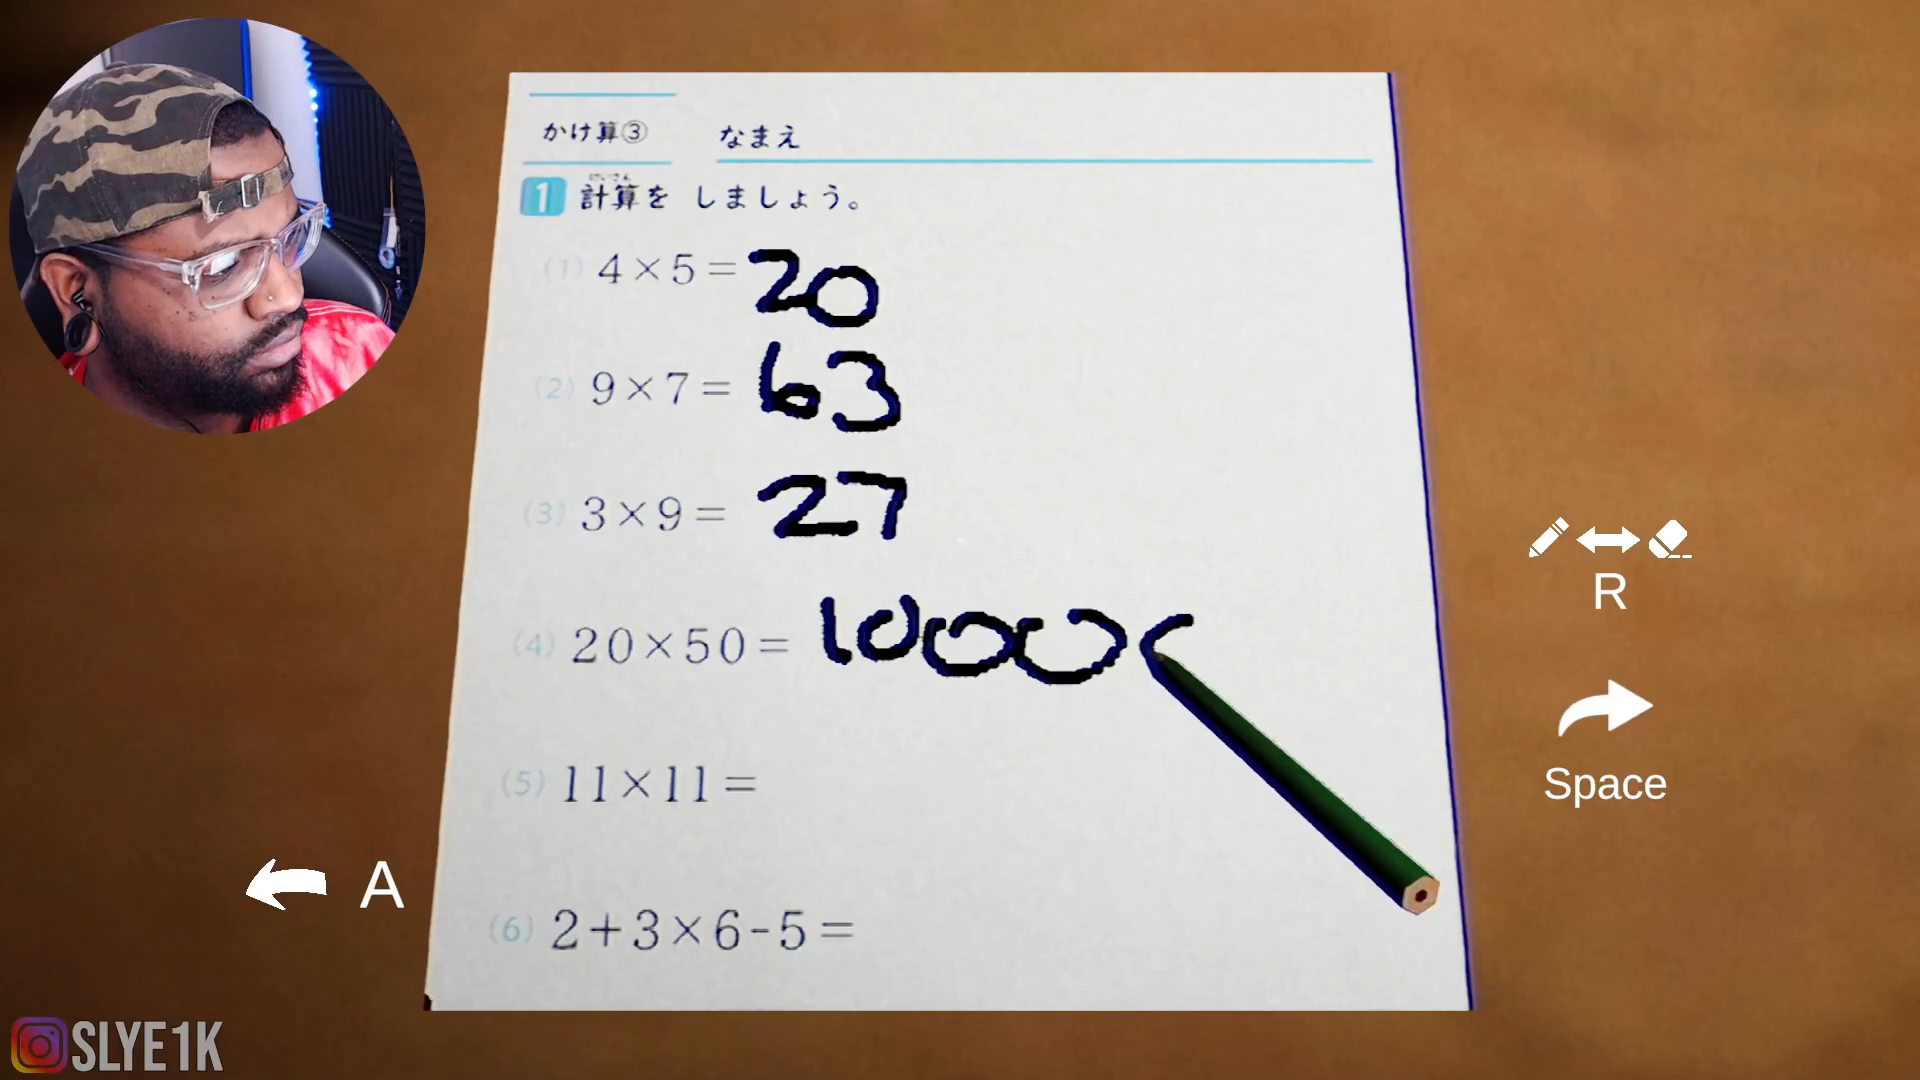 かけ算③ なまえ
けいさん
1 計算を しましょう。
(1) 4×5=20
(2) 9×7=63
(3) 3×9=27
(4) 20×50=1000
(5) 11×11=
(6) 2+3×6-5=
R
Space
A
SLYE1K